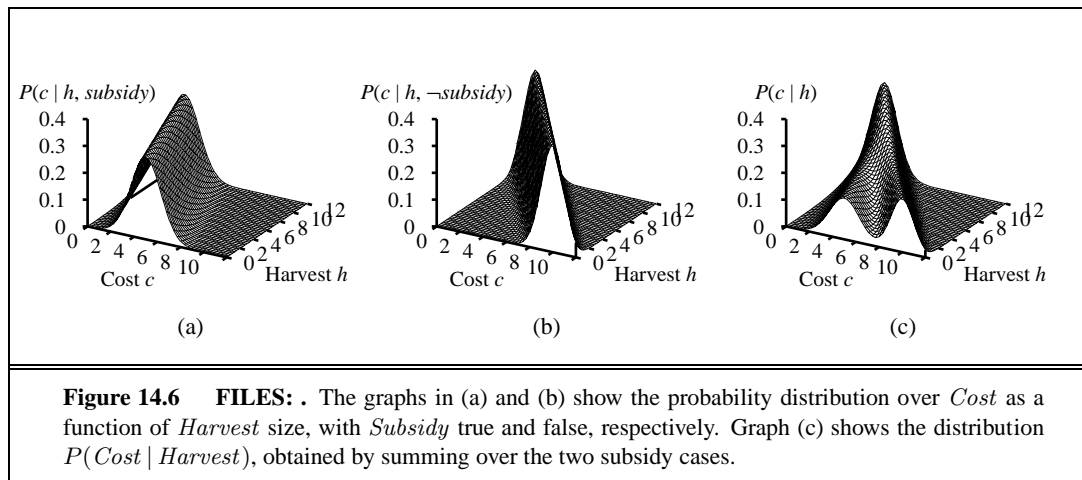 P(c | h, subsidy)
0.4
0.3
0.2
0.1
0
0 2 4 6 8 10
Cost c
0 2 4 6 8 10 12
Harvest h
(a)
P(c | h, ¬subsidy)
0.4
0.3
0.2
0.1
0
0 2 4 6 8 10
Cost c
0 2 4 6 8 10 12
Harvest h
(b)
P(c | h)
0.4
0.3
0.2
0.1
0
0 2 4 6 8 10
Cost c
0 2 4 6 8 10 12
Harvest h
(c)
Figure 14.6 FILES: . The graphs in (a) and (b) show the probability distribution over Cost as a
function of Harvest size, with Subsidy true and false, respectively. Graph (c) shows the distribution
P(Cost | Harvest), obtained by summing over the two subsidy cases.